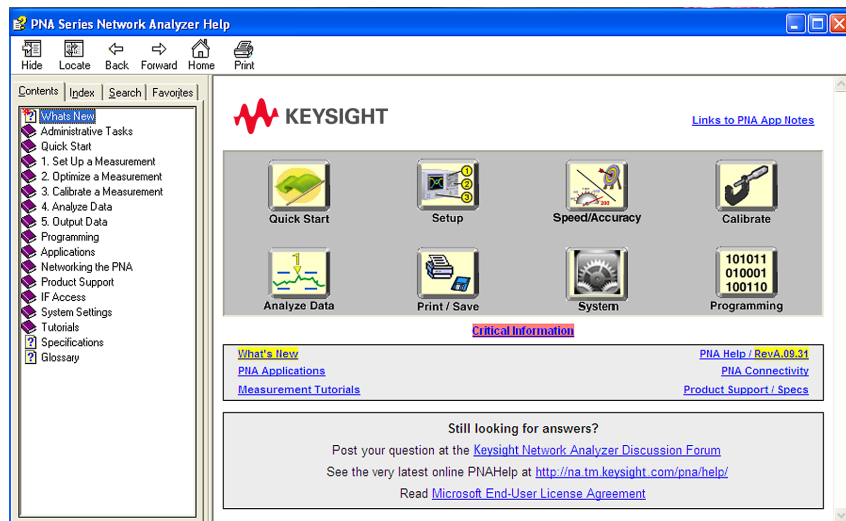 PNA Series Network Analyzer Help
Hide Locate Back Forward Home Print
Contents Index Search Favorites
Whats New
Administrative Tasks
Quick Start
1. Set Up a Measurement
2. Optimize a Measurement
3. Calibrate a Measurement
4. Analyze Data
5. Output Data
Programming
Applications
Networking the PNA
Product Support
IF Access
System Settings
Tutorials
Specifications
Glossary
KEYSIGHT
Links to PNA App Notes
1
2
3
200
Quick Start Setup Speed/Accuracy Calibrate
1
101011
010001
100110
Analyze Data Print / Save System Programming
Critical Information
What's New PNA Help / RevA.09.31
PNA Applications PNA Connectivity
Measurement Tutorials Product Support / Specs
Still looking for answers?
Post your question at the Keysight Network Analyzer Discussion Forum
See the very latest online PNAHelp at http://na.tm.keysight.com/pna/help/
Read Microsoft End-User License Agreement